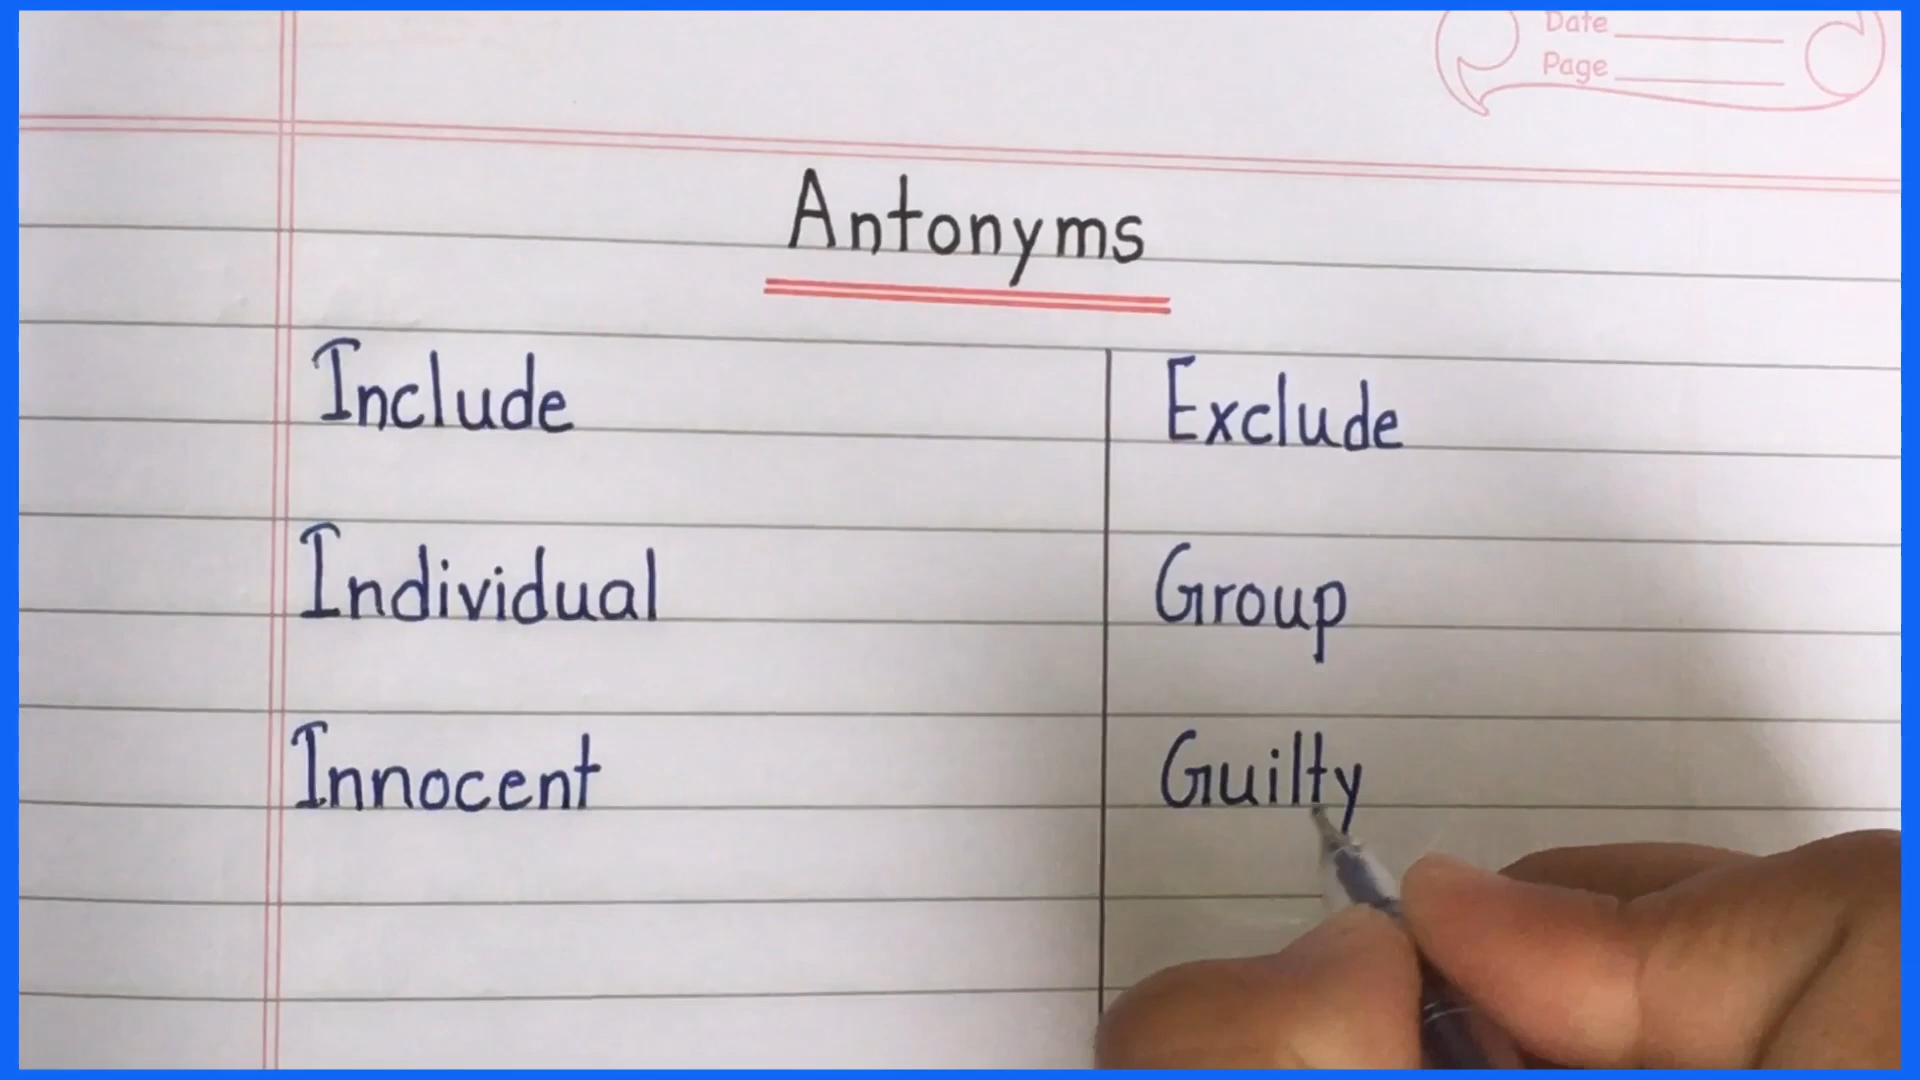 Date
Page
Antonyms
Include Exclude
Individual Group
Innocent Guilty